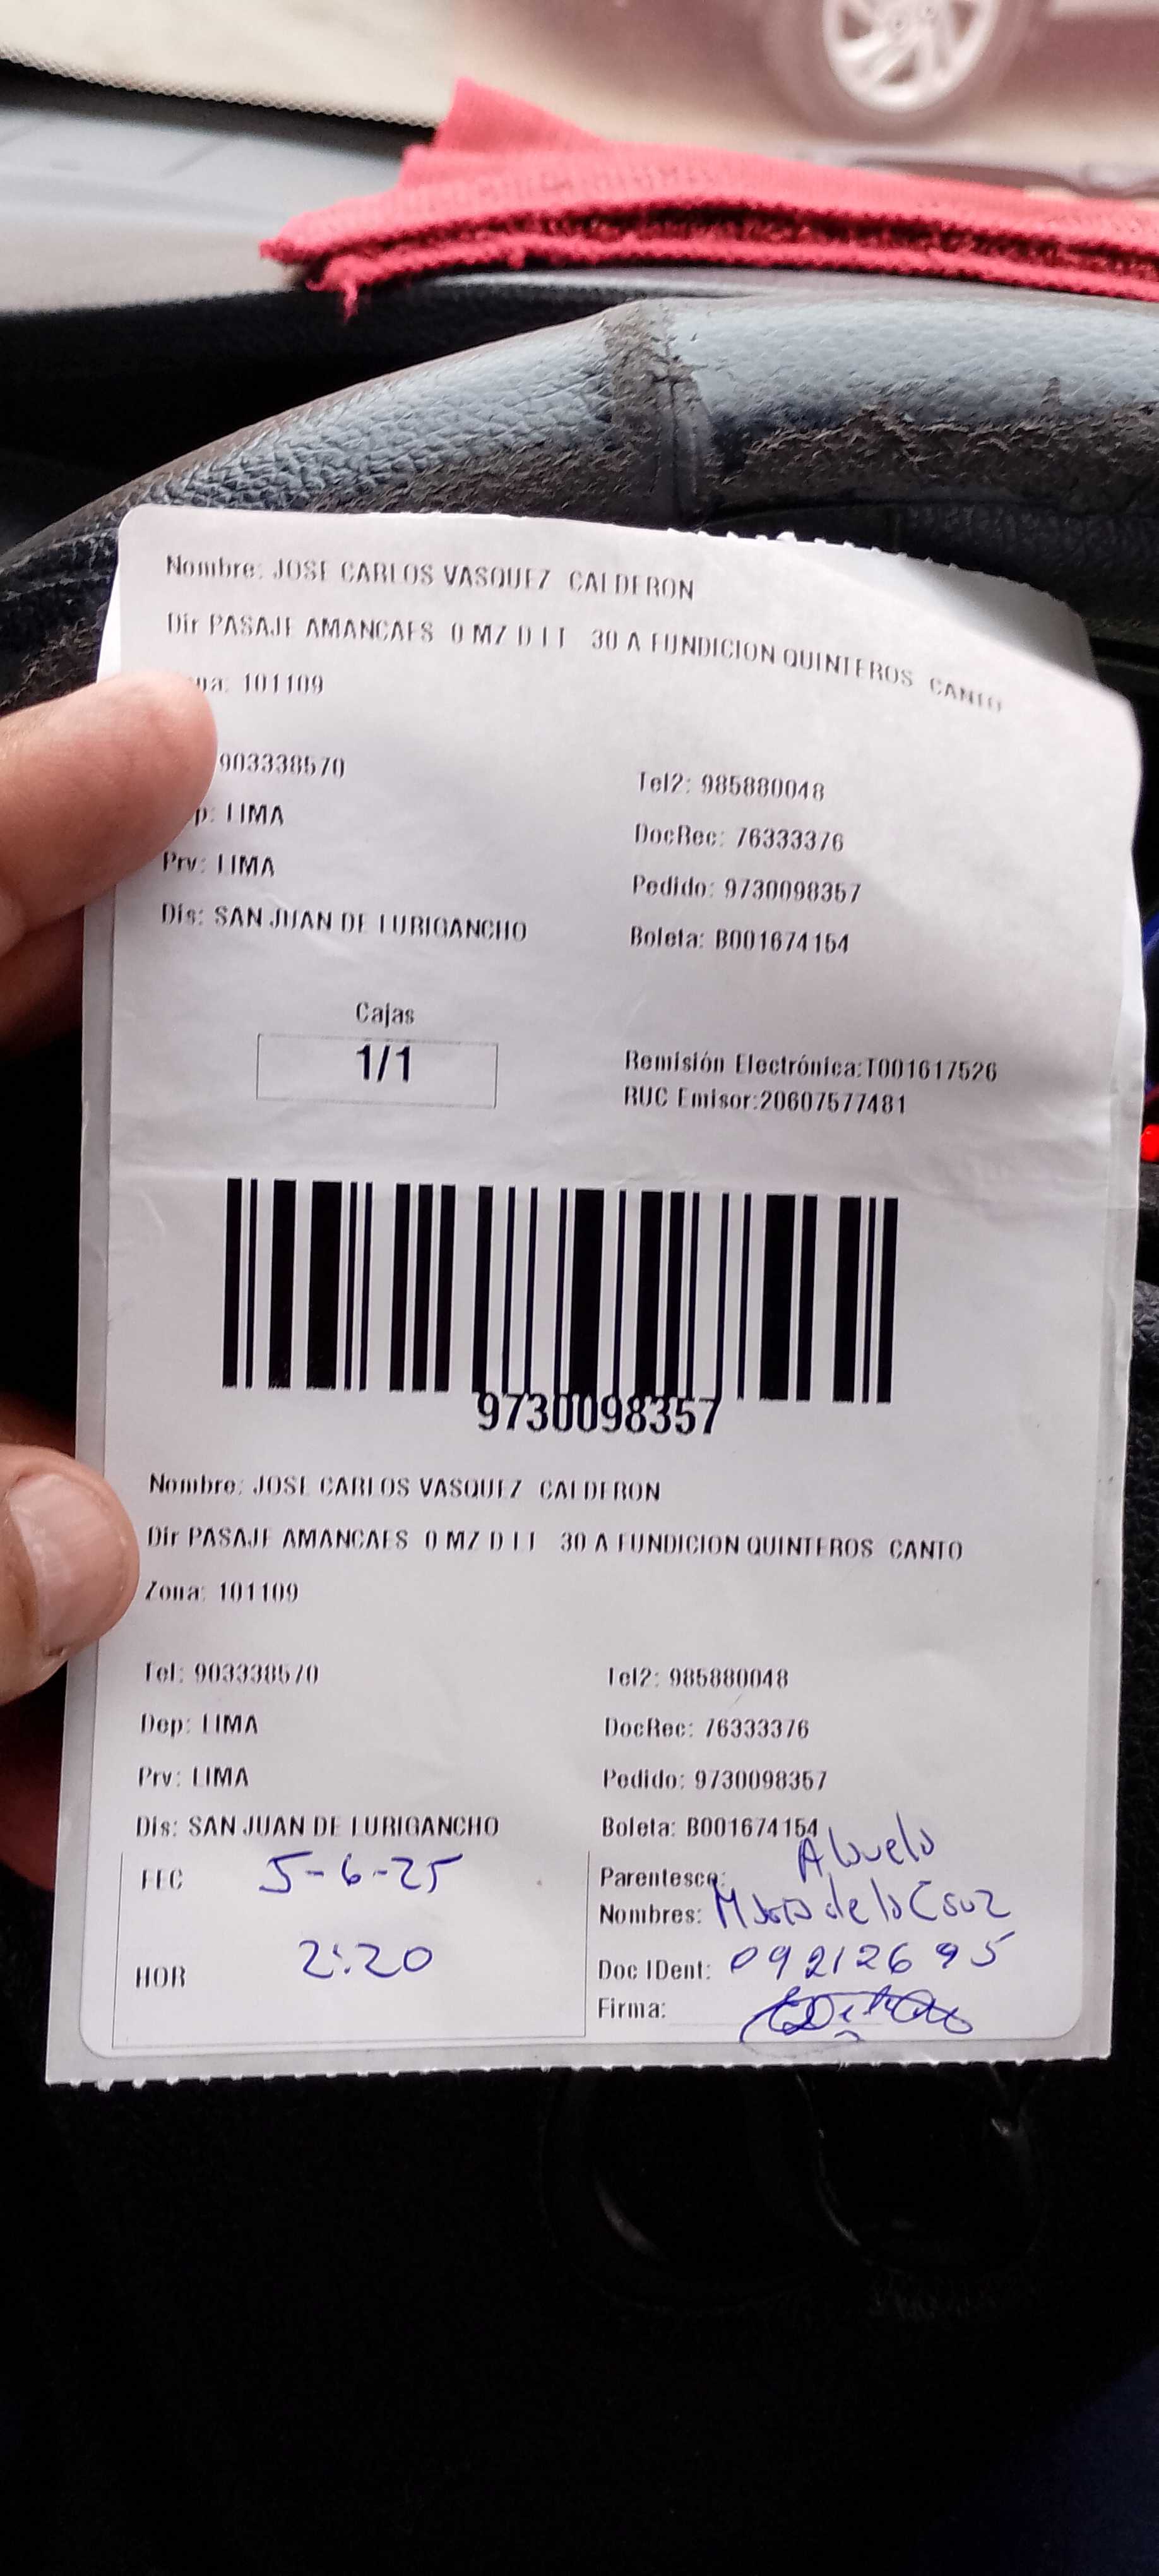 Nombre: JOSE CARLOS VASQUEZ CALDERON
Dir PASAJE AMANCAES 0 MZ D LT 30 A FUNDICION QUINTEROS CANTO
na: 101109
903338570 Tel2: 985880048
p: LIMA DocRec: 76333376
Prv: LIMA Pedido: 9730098357
Dis: SAN JUAN DE LURIGANCHO Boleta: B001674154
Cajas
1/1
Remisión Electrónica:T001617526
RUC Emisor:20607577481
9730098357
Nombre: JOSE CARLOS VASQUEZ CALDERON
Dir PASAJE AMANCAES 0 MZ D LT 30 A FUNDICION QUINTEROS CANTO
Zona: 101109
Tel: 903338570 Tel2: 985880048
Dep: LIMA DocRec: 76333376
Prv: LIMA Pedido: 9730098357
Dis: SAN JUAN DE LURIGANCHO Boleta: B001674154
FEC 5-6-25 Parentesco: Abuelo
Nombres: de la Cruz
HOR 2:20 Doc IDent: 09212695
Firma: